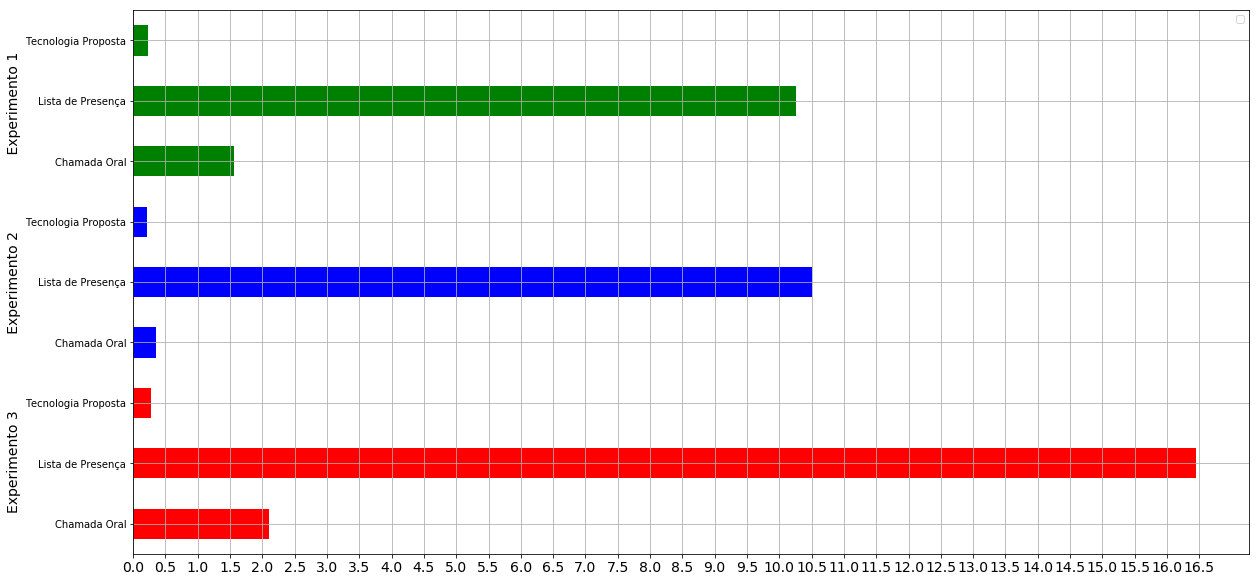 Experimento 1
Tecnologia Proposta
Lista de Presença
Chamada Oral
Experimento 2
Tecnologia Proposta
Lista de Presença
Chamada Oral
Experimento 3
Tecnologia Proposta
Lista de Presença
Chamada Oral
0.0 0.5 1.0 1.5 2.0 2.5 3.0 3.5 4.0 4.5 5.0 5.5 6.0 6.5 7.0 7.5 8.0 8.5 9.0 9.5 10.0 10.5 11.0 11.5 12.0 12.5 13.0 13.5 14.0 14.5 15.0 15.5 16.0 16.5